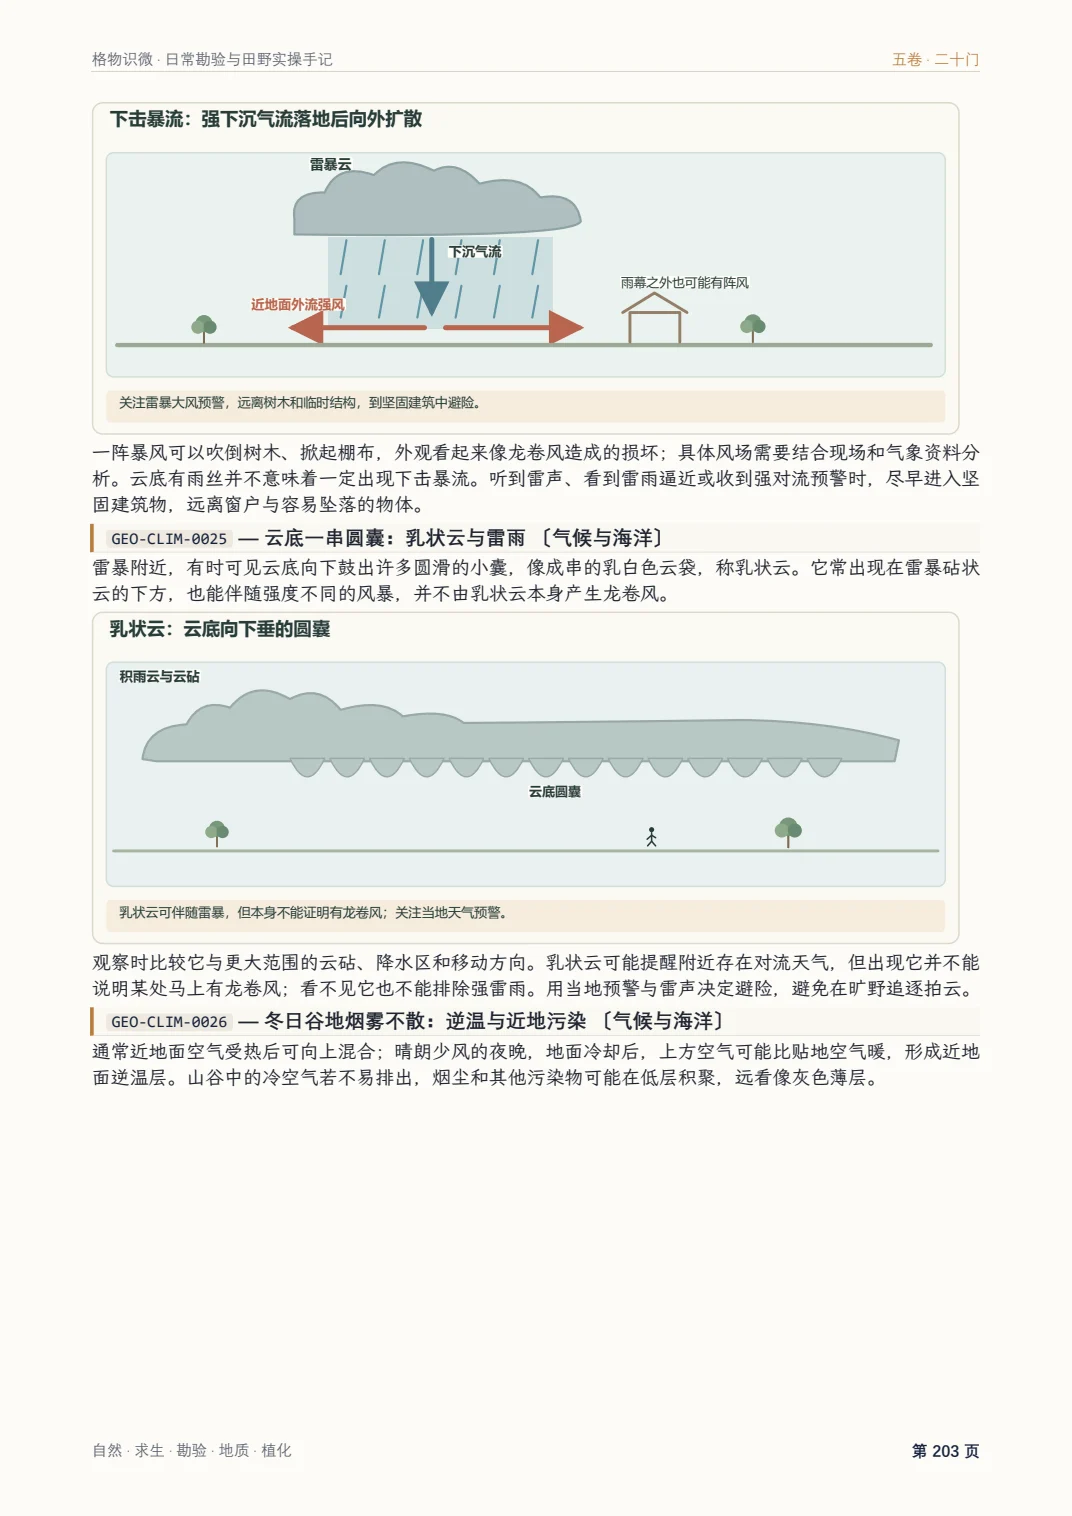 格物识微 · 日常勘验与田野实操手记
五卷 · 二十门
下击暴流：强下沉气流落地后向外扩散
雷暴云
下沉气流
雨幕之外也可能有阵风
近地面外流强风
关注雷暴大风预警，远离树木和临时结构，到坚固建筑中避险。
一阵暴风可以吹倒树木、掀起棚布，外观看起来像龙卷风造成的损坏；具体风场需要结合现场和气象资料分
析。云底有雨丝并不意味着一定出现下击暴流。听到雷声、看到雷雨逼近或收到强对流预警时，尽早进入坚
固建筑物，远离窗户与容易坠落的物体。
GEO-CLIM-0025 — 云底一串圆囊：乳状云与雷雨 〔气候与海洋〕
雷暴附近，有时可见云底向下鼓出许多圆滑的小囊，像成串的乳白色云袋，称乳状云。它常出现在雷暴砧状
云的下方，也能伴随强度不同的风暴，并不由乳状云本身产生龙卷风。
乳状云：云底向下垂的圆囊
积雨云与云砧
云底圆囊
乳状云可伴随雷暴，但本身不能证明有龙卷风；关注当地天气预警。
观察时比较它与更大范围的云砧、降水区和移动方向。乳状云可能提醒附近存在对流天气，但出现它并不能
说明某处马上有龙卷风；看不见它也不能排除强雷雨。用当地预警与雷声决定避险，避免在旷野追逐拍云。
GEO-CLIM-0026 — 冬日谷地烟雾不散：逆温与近地污染 〔气候与海洋〕
通常近地面空气受热后可向上混合；晴朗少风的夜晚，地面冷却后，上方空气可能比贴地空气暖，形成近地
面逆温层。山谷中的冷空气若不易排出，烟尘和其他污染物可能在低层积聚，远看像灰色薄层。
自然 · 求生 · 勘验 · 地质 · 植化
第 203 页